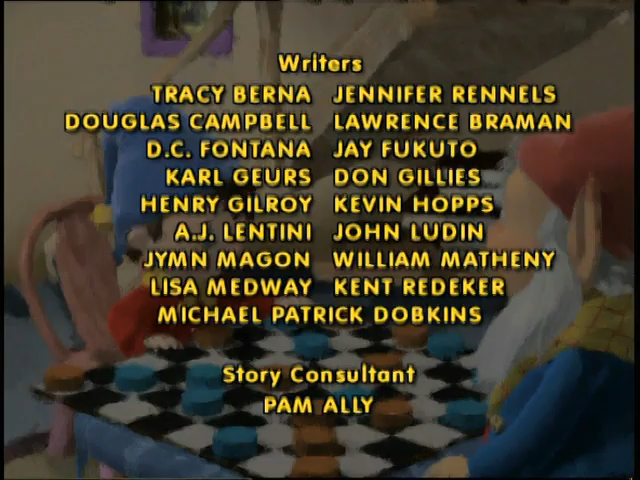 Writers
TRACY BERNA JENNIFER RENNELS
DOUGLAS CAMPBELL LAWRENCE BRAMAN
D.C. FONTANA JAY FUKUTO
KARL GEURS DON GILLIES
HENRY GILROY KEVIN HOPPS
A.J. LENTINI JOHN LUDIN
JYMN MAGON WILLIAM MATHENY
LISA MEDWAY KENT REDEKER
MICHAEL PATRICK DOBKINS
Story Consultant
PAM ALLY